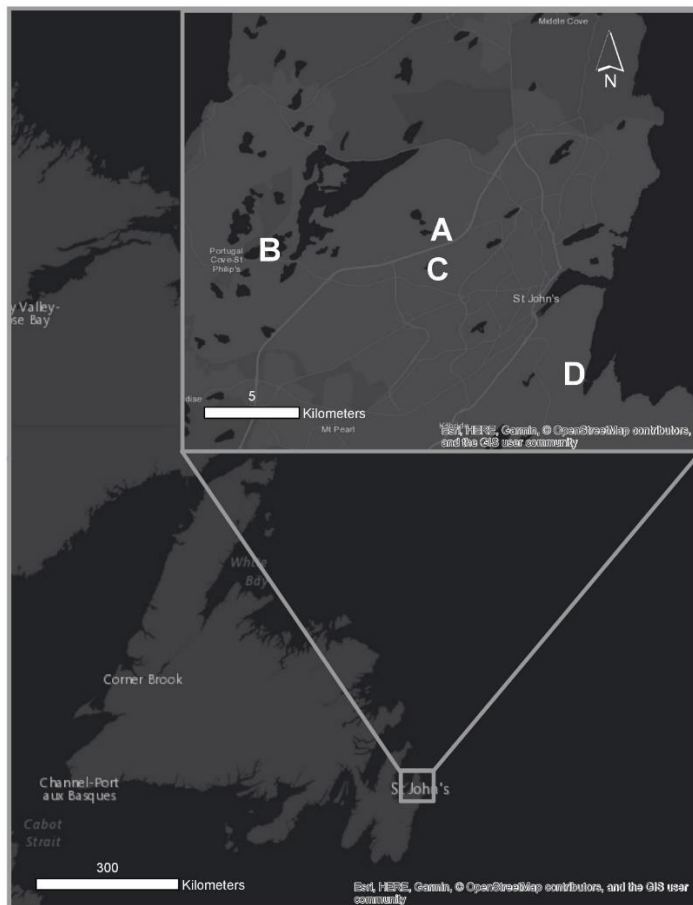 Middle Cove
N
A
B
Portugal
Cove-St
Philip's
C
St John's
D
dise
5
Kilometers
Mt Pearl
Esri, HERE, Garmin, © OpenStreetMap contributors,
and the GIS user community
y Valley-
se Bay
White
Bay
Corner Brook
Channel-Port
aux Basques
St John's
Cabot
Strait
300
Kilometers
Esri, HERE, Garmin, © OpenStreetMap contributors, and the GIS user
community